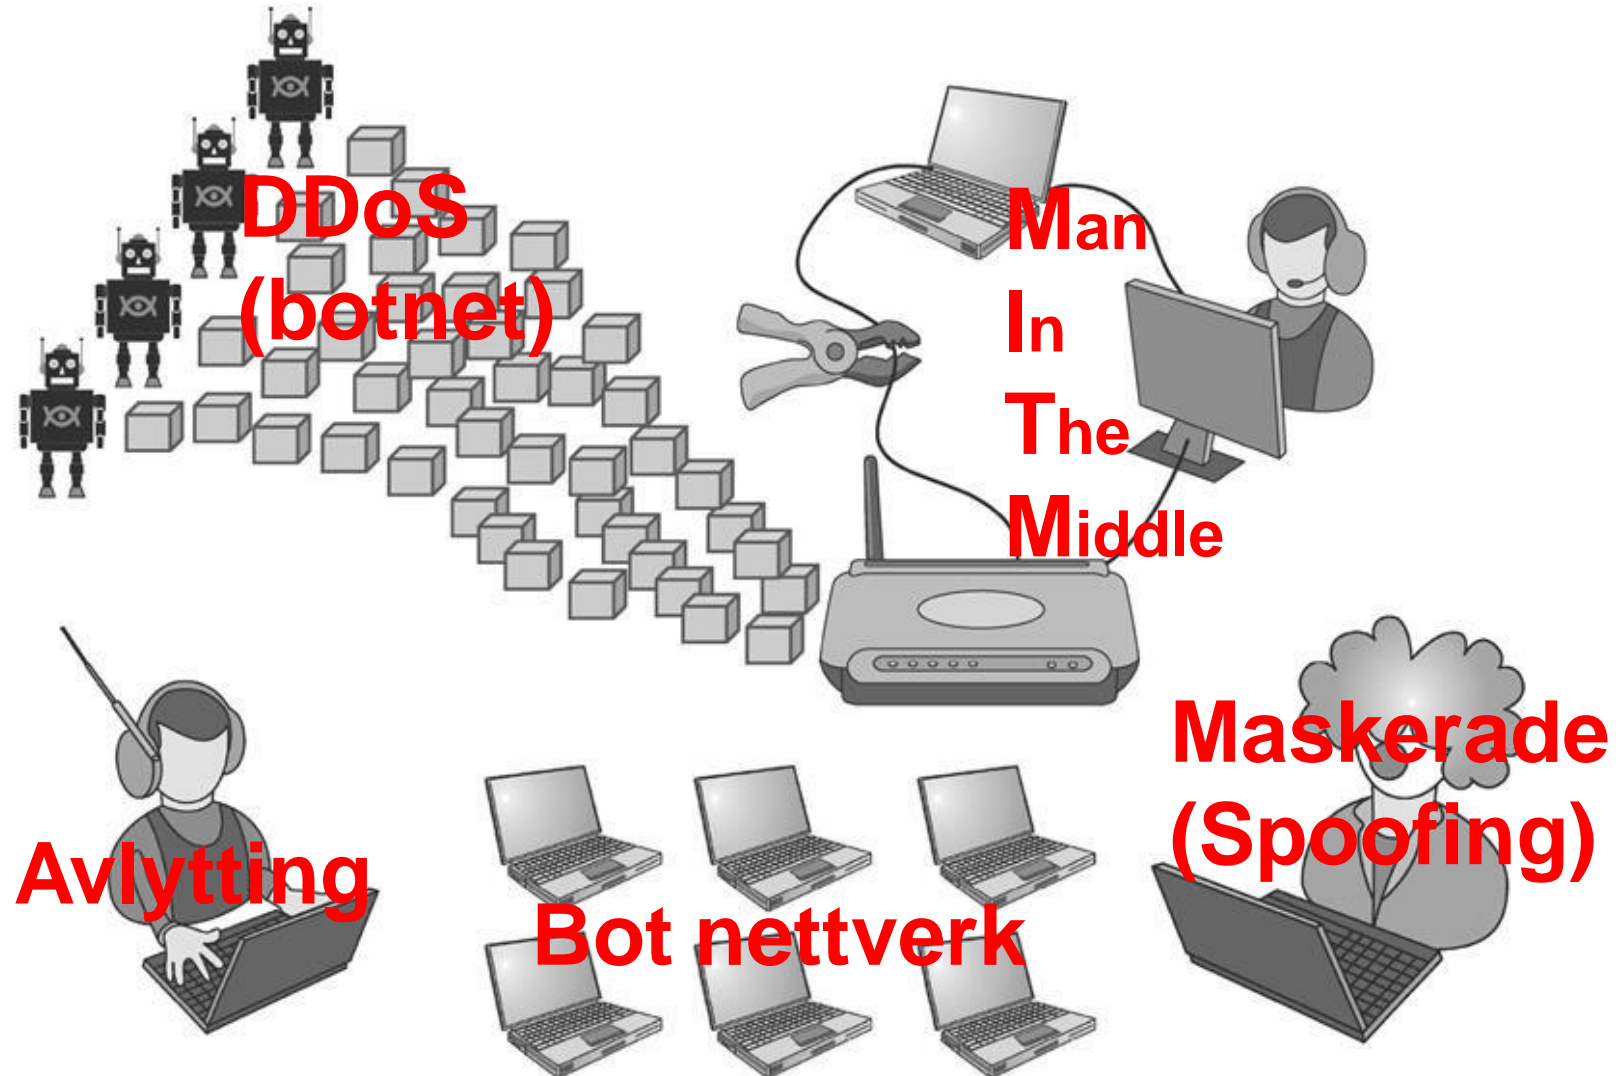 DDoS
(botnet)
Man
In
The
Middle
Maskerade
(Spoofing)
Avlytting
Bot nettverk